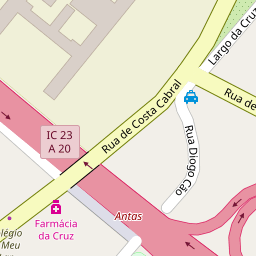 Largo da Cruz
Rua de Costa Cabral
Rua de
IC 23
A 20
Rua Diogo Cão
Farmácia
da Cruz
Antas
légio
Meu